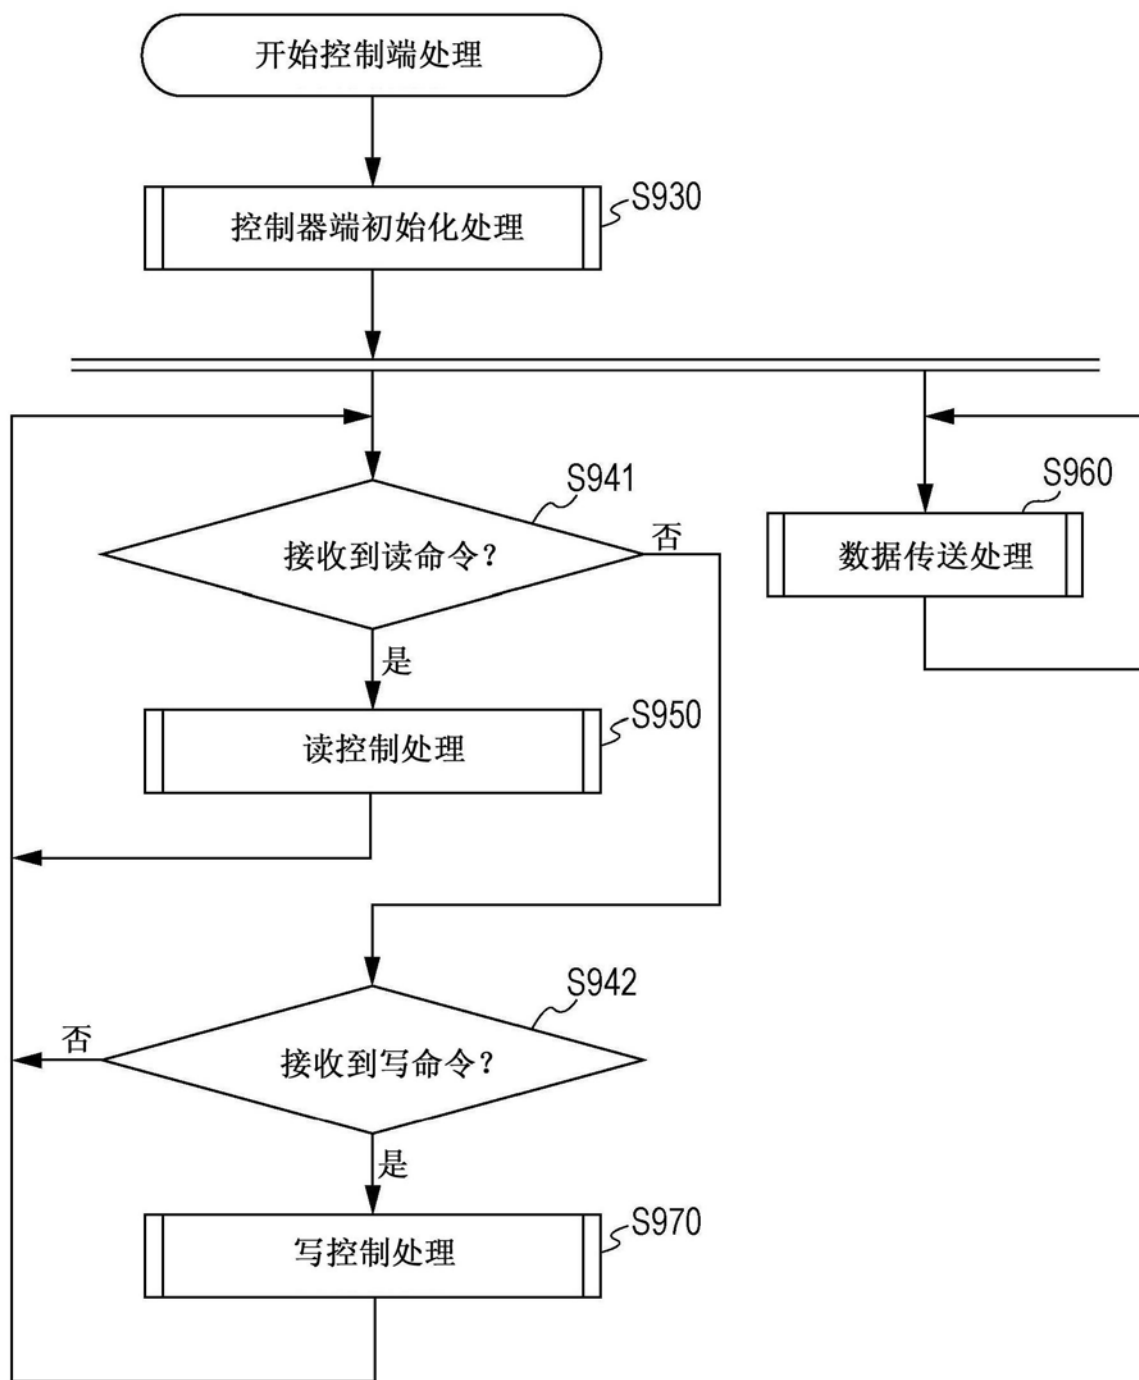 开始控制端处理
控制器端初始化处理
S930
S941
接收到读命令?
否
S960
数据传送处理
是
读控制处理
S950
S942
接收到写命令?
否
是
写控制处理
S970